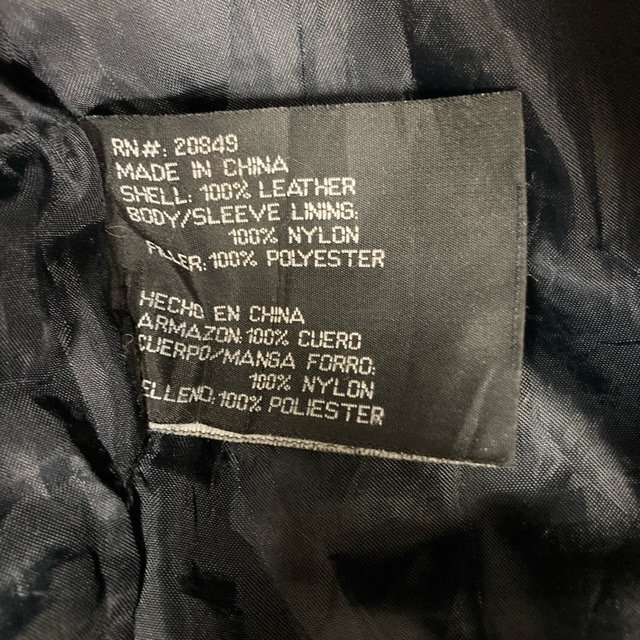 RN#: 20849
MADE IN CHINA
SHELL: 100% LEATHER
BODY/SLEEVE LINING:
100% NYLON
FILLER: 100% POLYESTER
HECHO EN CHINA
ARMAZON: 100% CUERO
CUERPO/MANGA FORRO:
100% NYLON
ELLENO: 100% POLIESTER